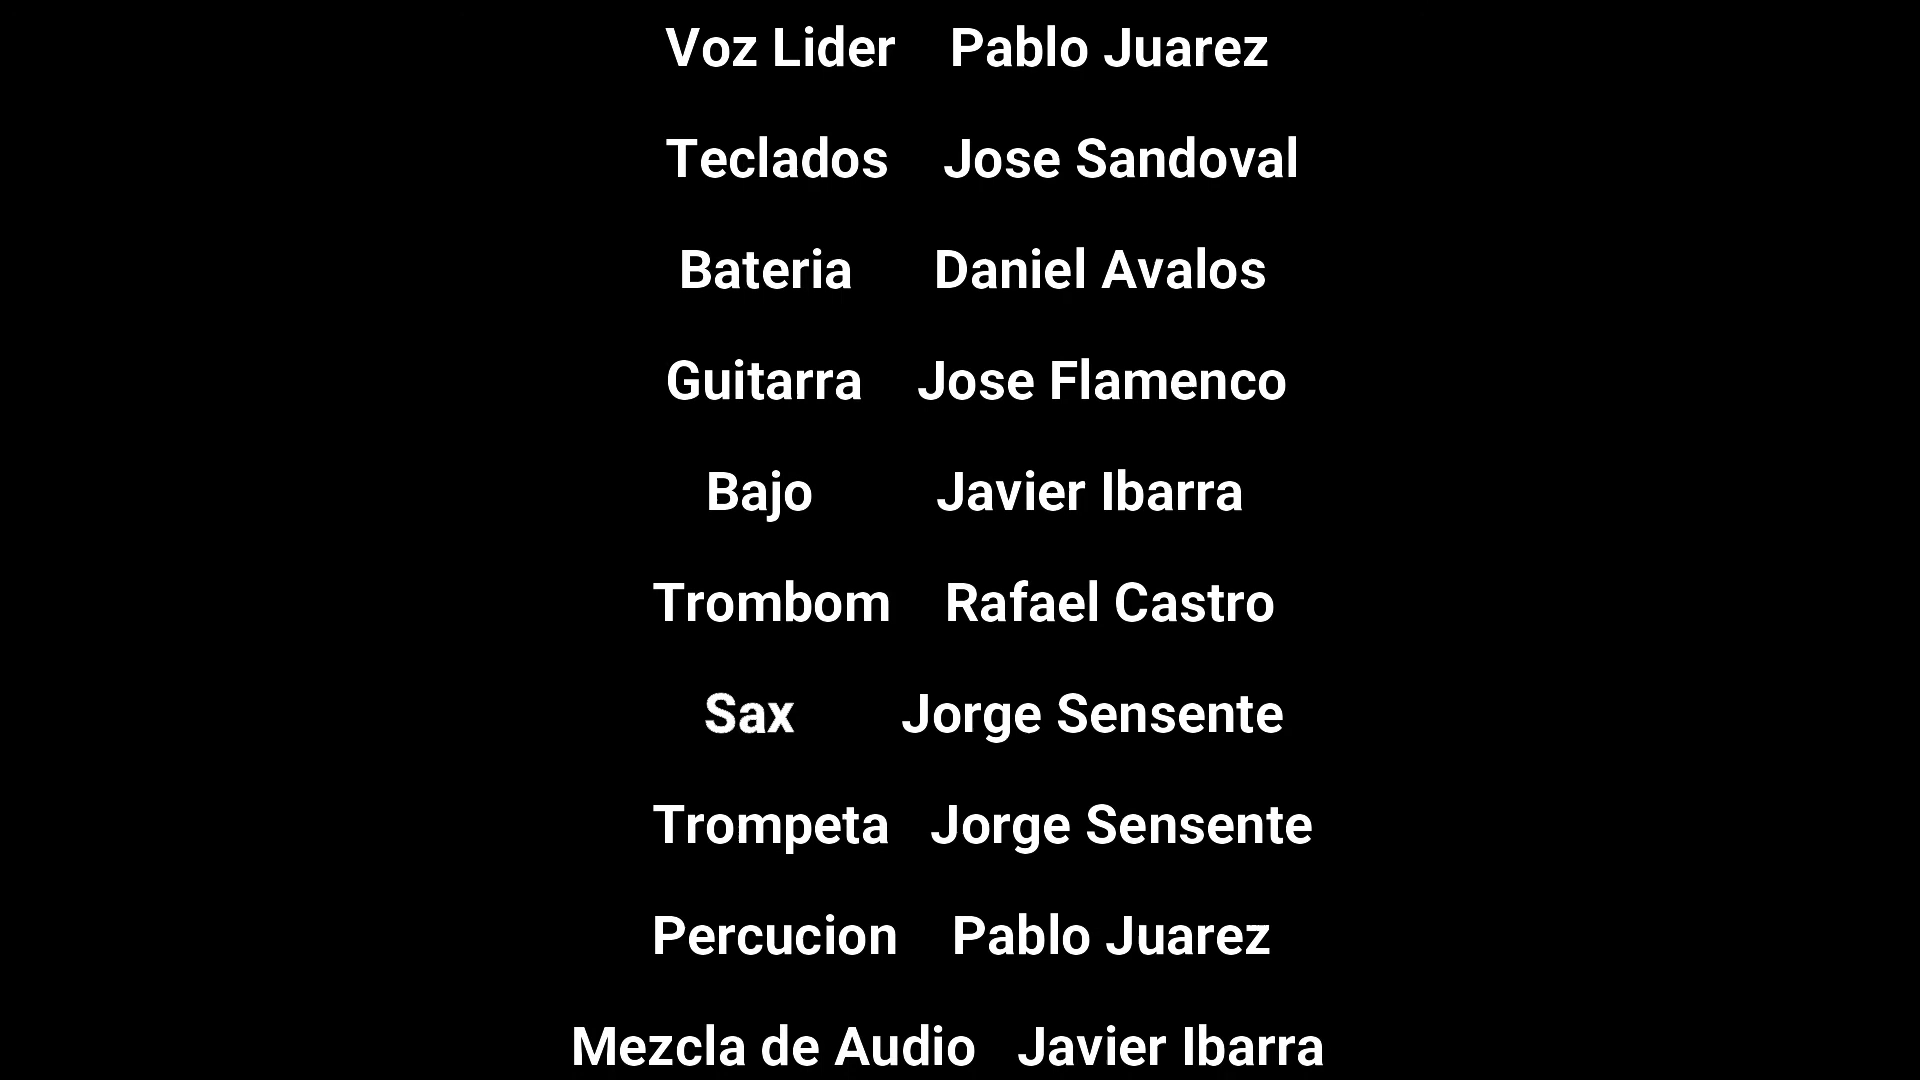 Voz Lider Pablo Juarez
Teclados Jose Sandoval
Bateria Daniel Avalos
Guitarra Jose Flamenco
Bajo Javier Ibarra
Trombom Rafael Castro
Sax Jorge Sensente
Trompeta Jorge Sensente
Percucion Pablo Juarez
Mezcla de Audio Javier Ibarra